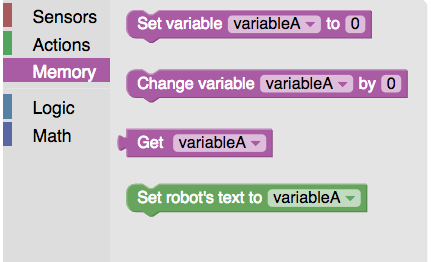 Sensors
Actions
Memory
Logic
Math
Set variable variableA to 0
Change variable variableA by 0
Get variableA
Set robot's text to variableA